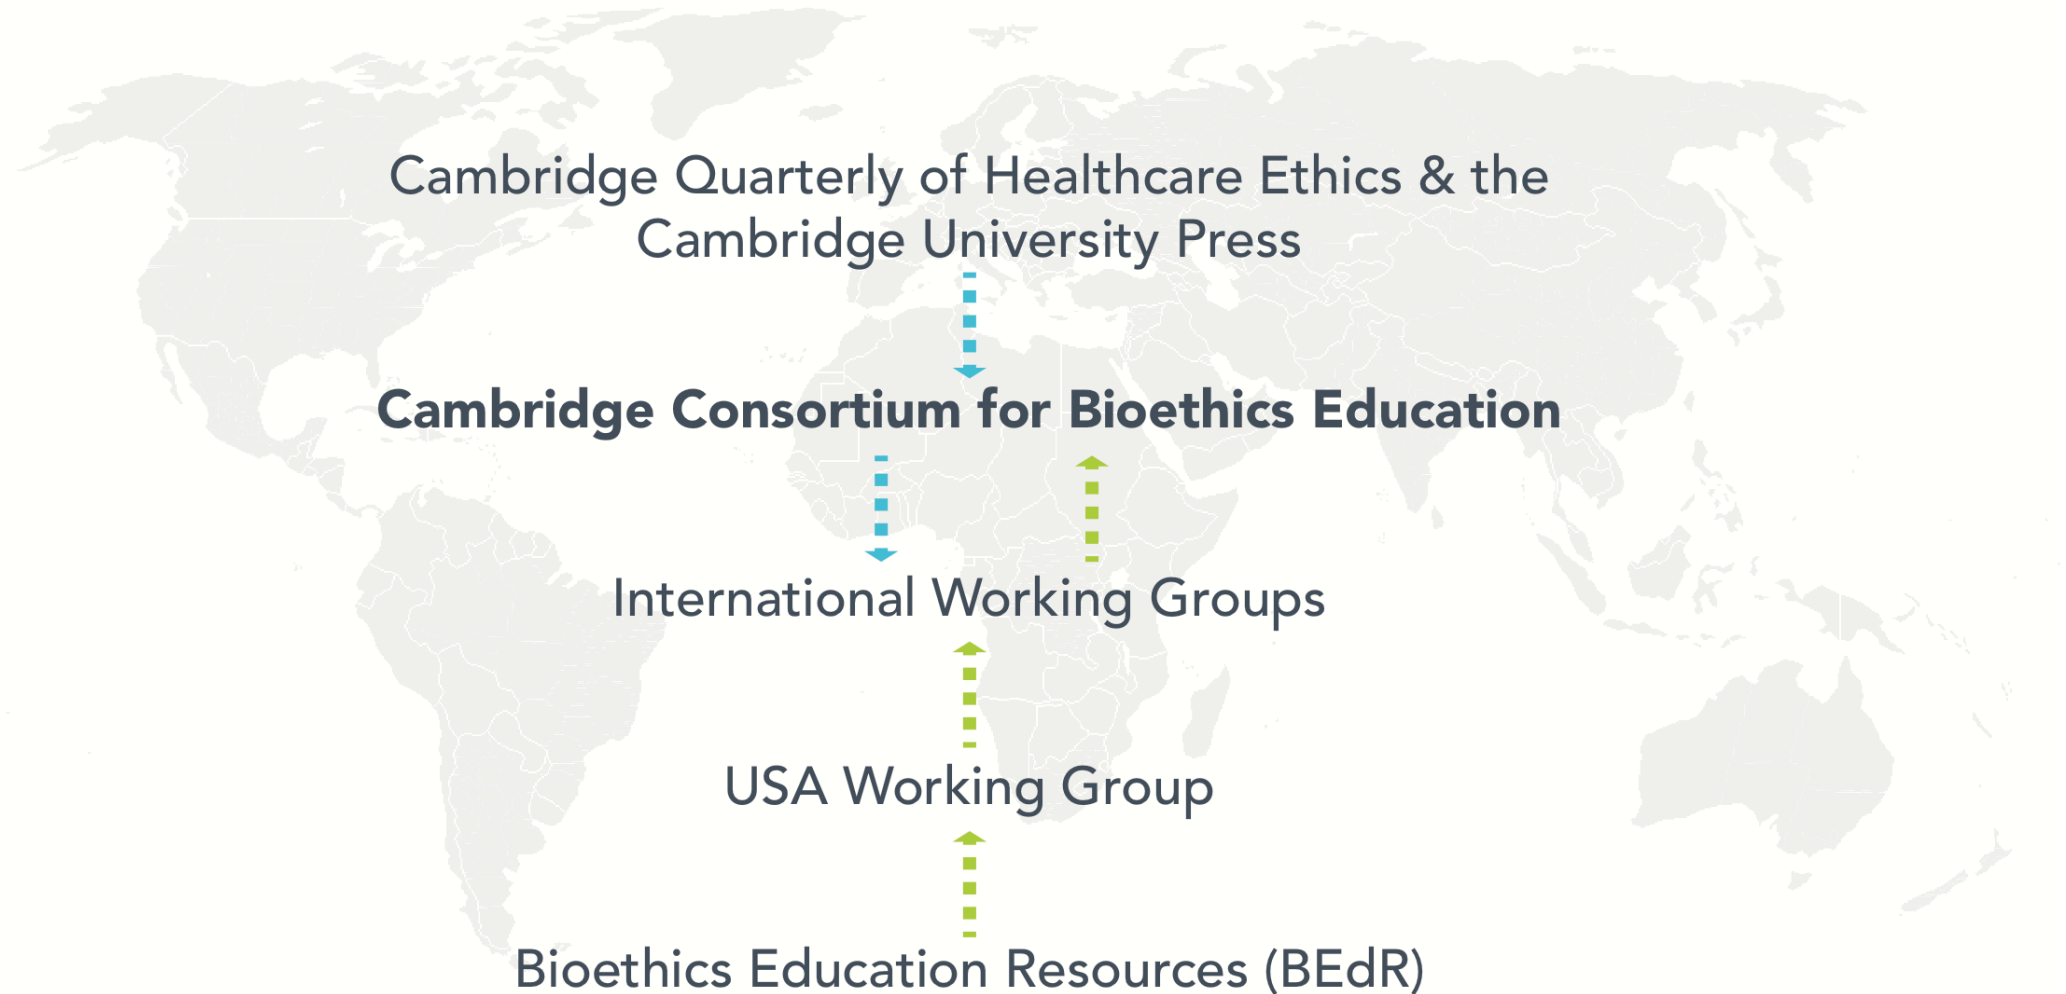 Cambridge Quarterly of Healthcare Ethics & the
Cambridge University Press
Cambridge Consortium for Bioethics Education
International Working Groups
USA Working Group
Bioethics Education Resources (BEdR)